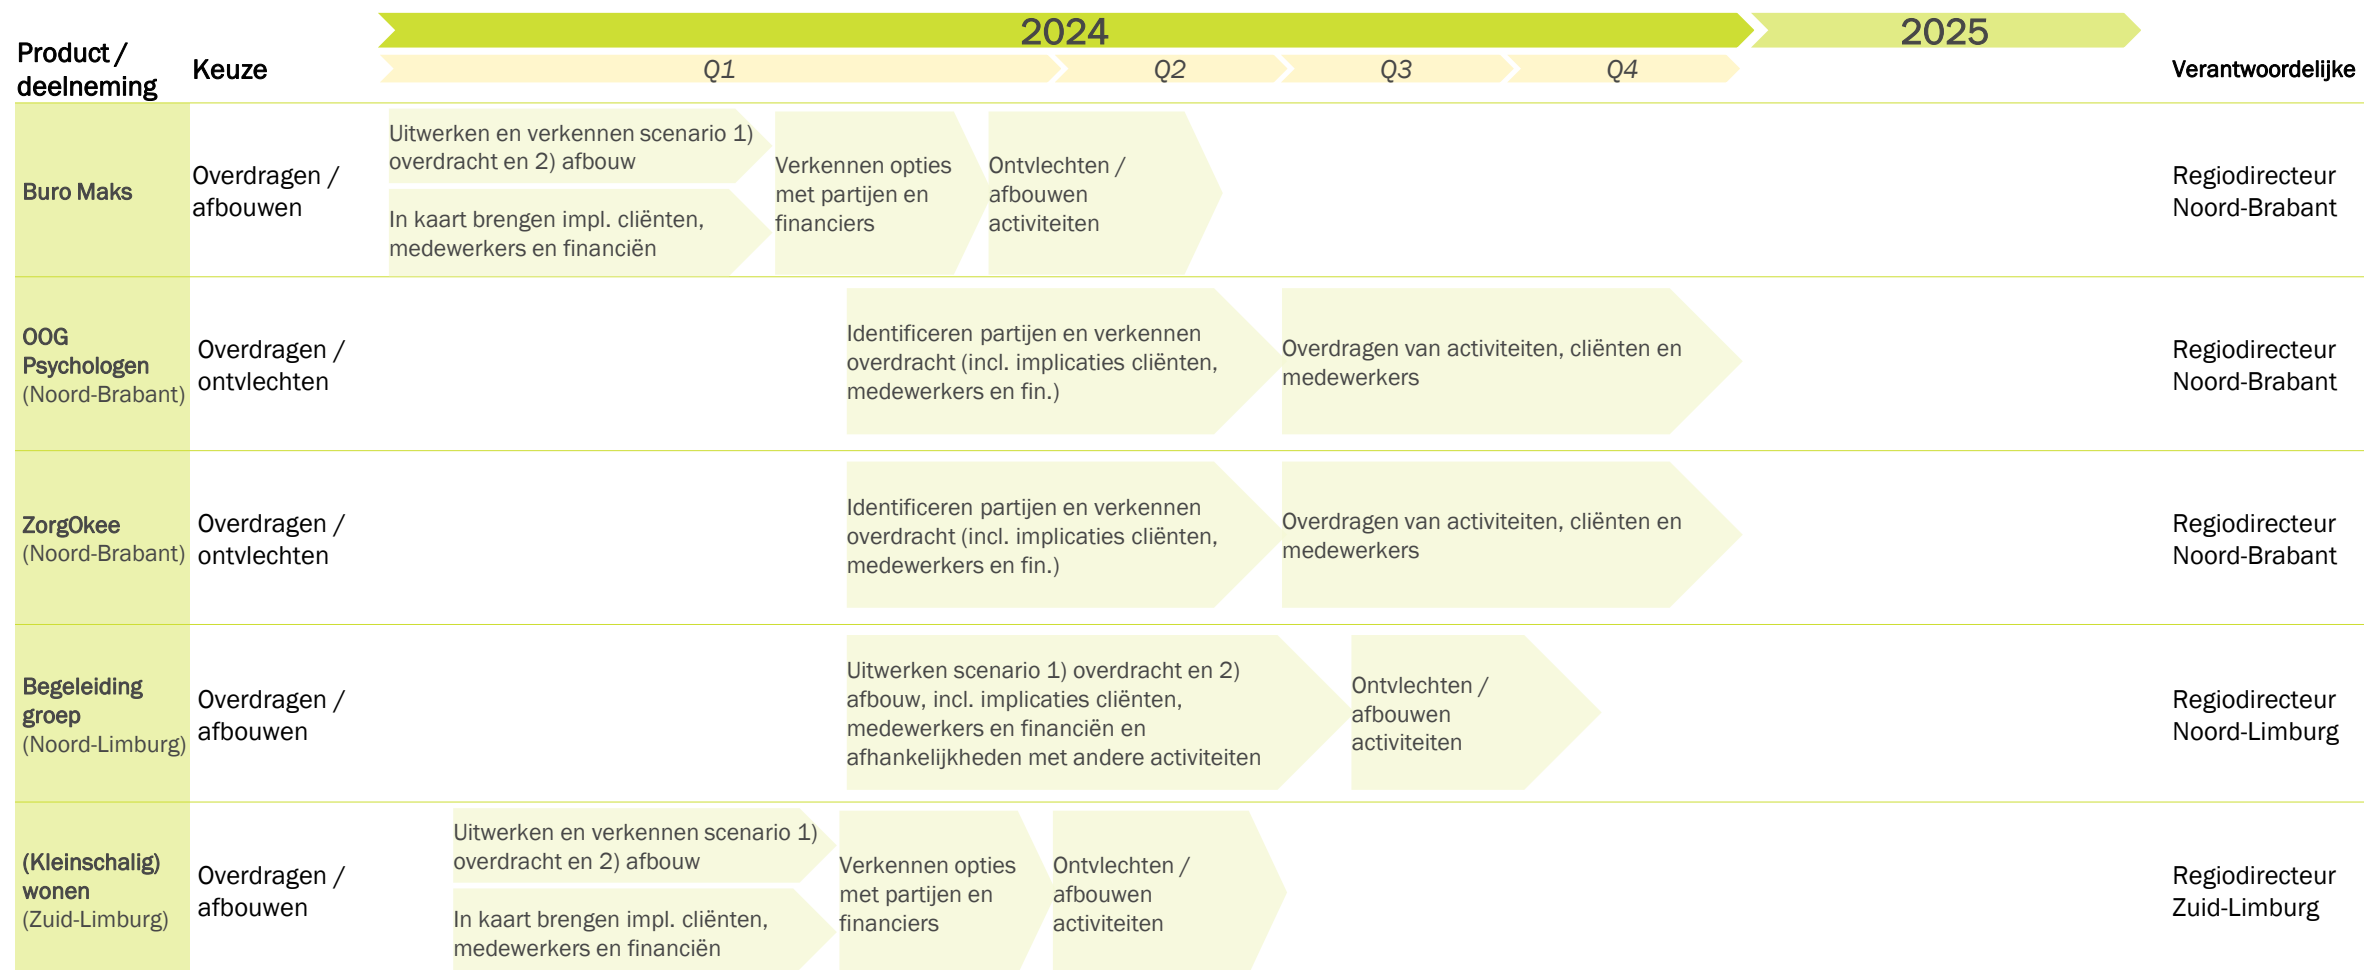 2024
2025
Product /
deelneming
Keuze
Q1
Q2
Q3
Q4
Verantwoordelijke
Buro Maks
Overdragen /
afbouwen
Uitwerken en verkennen scenario 1)
overdracht en 2) afbouw
In kaart brengen impl. cliënten,
medewerkers en financiën
Verkennen opties
met partijen en
financiers
Ontvlechten /
afbouwen
activiteiten
Regiodirecteur
Noord-Brabant
OOG
Psychologen
(Noord-Brabant)
Overdragen /
ontvlechten
Identificeren partijen en verkennen
overdracht (incl. implicaties cliënten,
medewerkers en fin.)
Overdragen van activiteiten, cliënten en
medewerkers
Regiodirecteur
Noord-Brabant
ZorgOkee
(Noord-Brabant)
Overdragen /
ontvlechten
Identificeren partijen en verkennen
overdracht (incl. implicaties cliënten,
medewerkers en fin.)
Overdragen van activiteiten, cliënten en
medewerkers
Regiodirecteur
Noord-Brabant
Begeleiding
groep
(Noord-Limburg)
Overdragen /
afbouwen
Uitwerken scenario 1) overdracht en 2)
afbouw, incl. implicaties cliënten,
medewerkers en financiën en
afhankelijkheden met andere activiteiten
Ontvlechten /
afbouwen
activiteiten
Regiodirecteur
Noord-Limburg
(Kleinschalig)
wonen
(Zuid-Limburg)
Overdragen /
afbouwen
Uitwerken en verkennen scenario 1)
overdracht en 2) afbouw
In kaart brengen impl. cliënten,
medewerkers en financiën
Verkennen opties
met partijen en
financiers
Ontvlechten /
afbouwen
activiteiten
Regiodirecteur
Zuid-Limburg